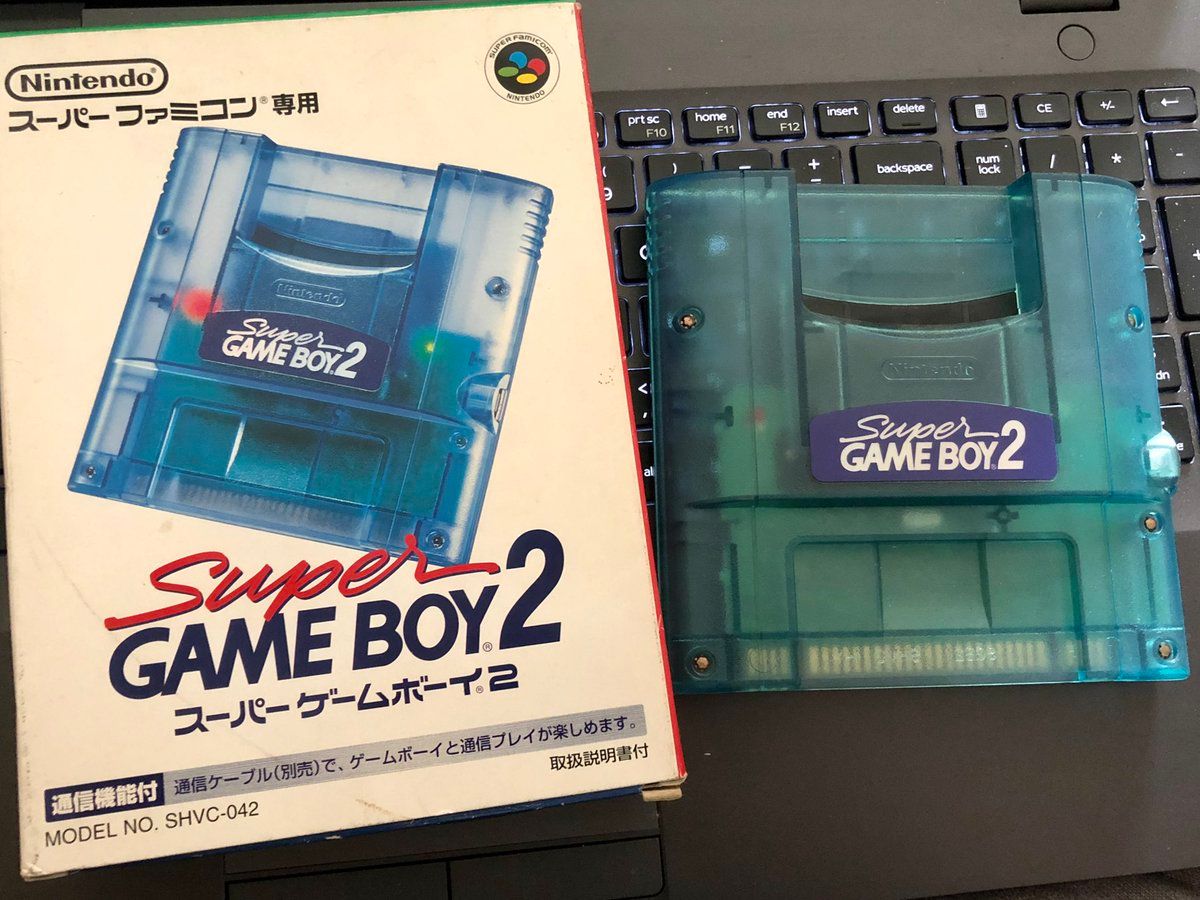 Nintendo®
スーパーファミコン®専用
SUPER FAMICOM
NINTENDO
Nintendo
Super
GAME BOY.2
Super
GAME BOY®2
スーパーゲームボーイ®2
通信機能付 通信ケーブル(別売)で、ゲームボーイと通信プレイが楽しめます。
MODEL NO. SHVC-042
取扱説明書付
prt sc F10
home F11
end F12
insert
delete
CE
+/-
←
)
—
+
backspace
num lock
/
*
-
9
Nintendo
Super
GAME BOY®2
<
+
dn
al